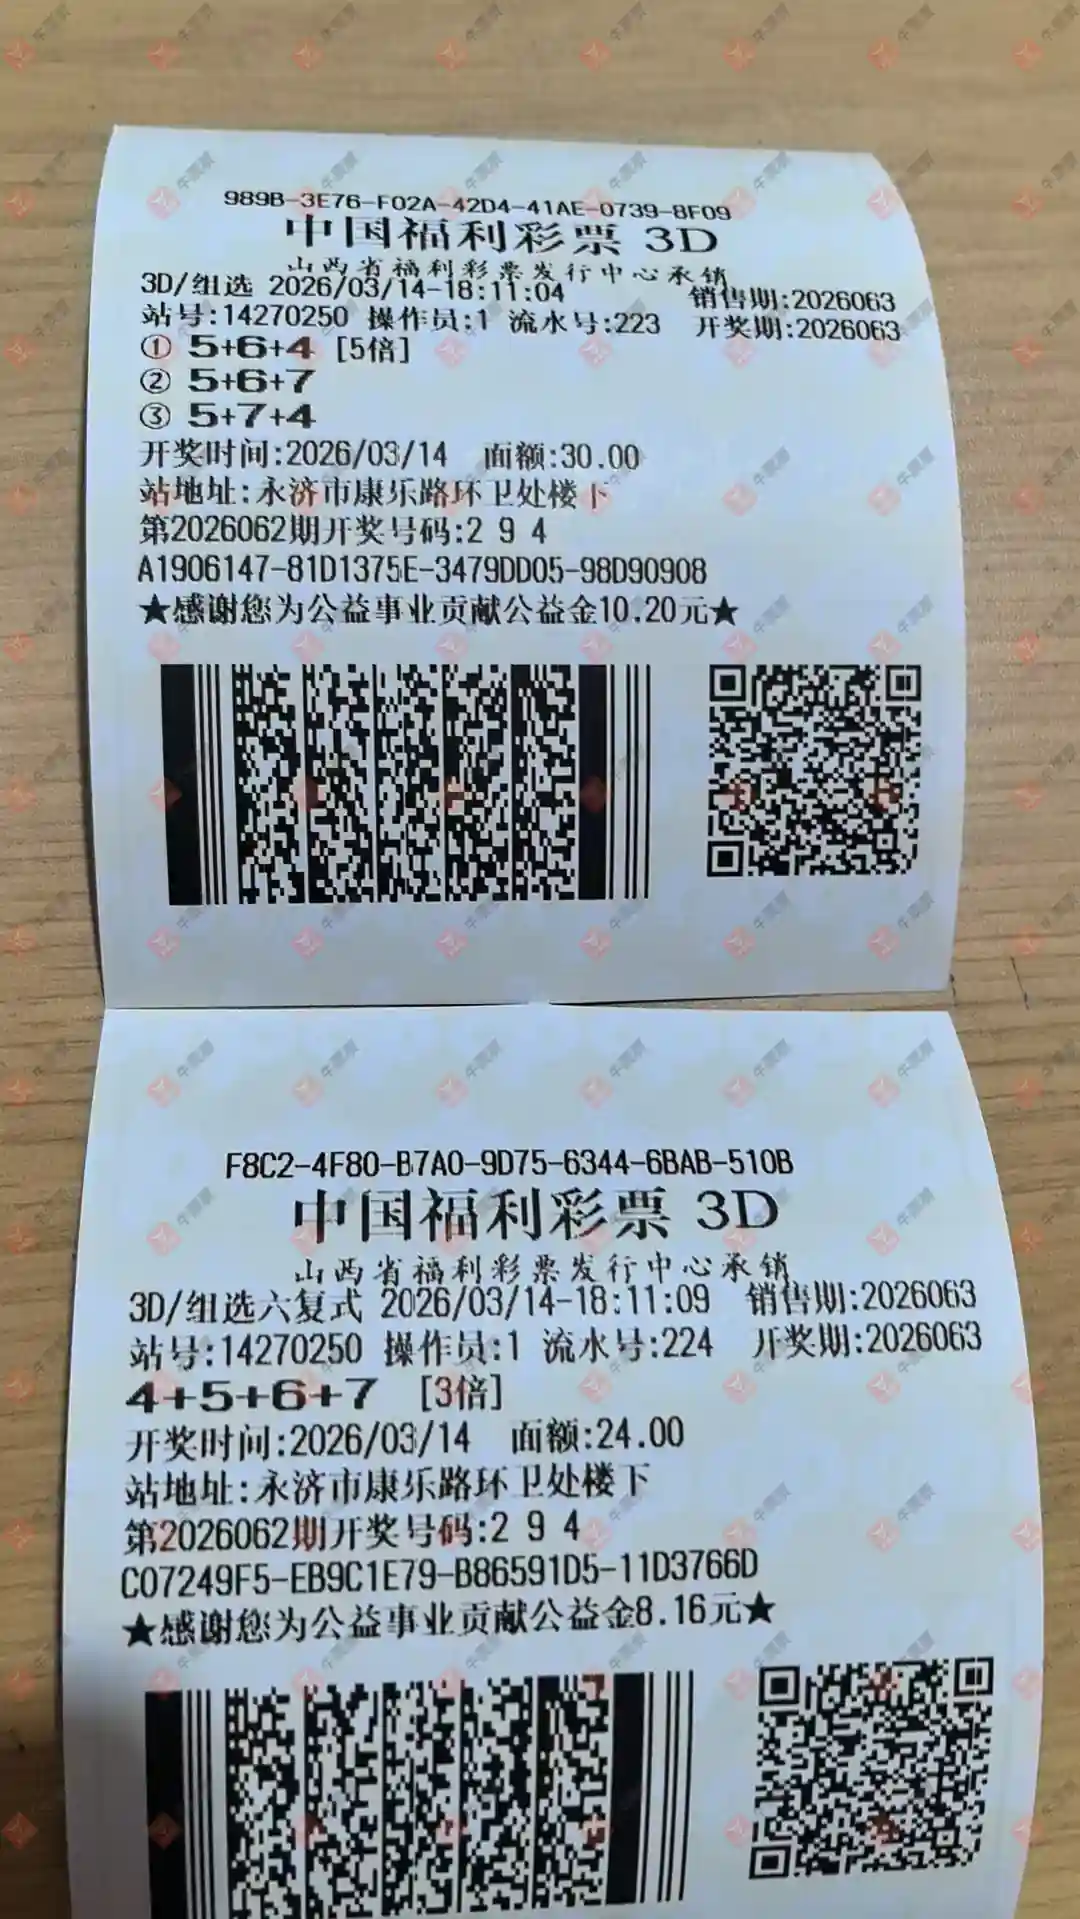 989B-3E76-F02A-42D4-41AE-0739-8F09
中国福利彩票 3D
山西省福利彩票发行中心承销
3D/组选 2026/03/14-18:11:04 销售期:2026063
站号:14270250 操作员:1 流水号:223 开奖期:2026063
① 5+6+4 [5倍]
② 5+6+7
③ 5+7+4
开奖时间:2026/03/14 面额:30.00
站地址:永济市康乐路环卫处楼下
第2026062期开奖号码:2 9 4
A1906147-81D1375E-3479DD05-98D90908
★感谢您为公益事业贡献公益金10.20元★
F8C2-4F80-B7A0-9D75-6344-6BAB-510B
中国福利彩票 3D
山西省福利彩票发行中心承销
3D/组选六复式 2026/03/14-18:11:09 销售期:2026063
站号:14270250 操作员:1 流水号:224 开奖期:2026063
4+5+6+7 [3倍]
开奖时间:2026/03/14 面额:24.00
站地址:永济市康乐路环卫处楼下
第2026062期开奖号码:2 9 4
C07249F5-EB9C1E79-B86591D5-11D3766D
★感谢您为公益事业贡献公益金8.16元★